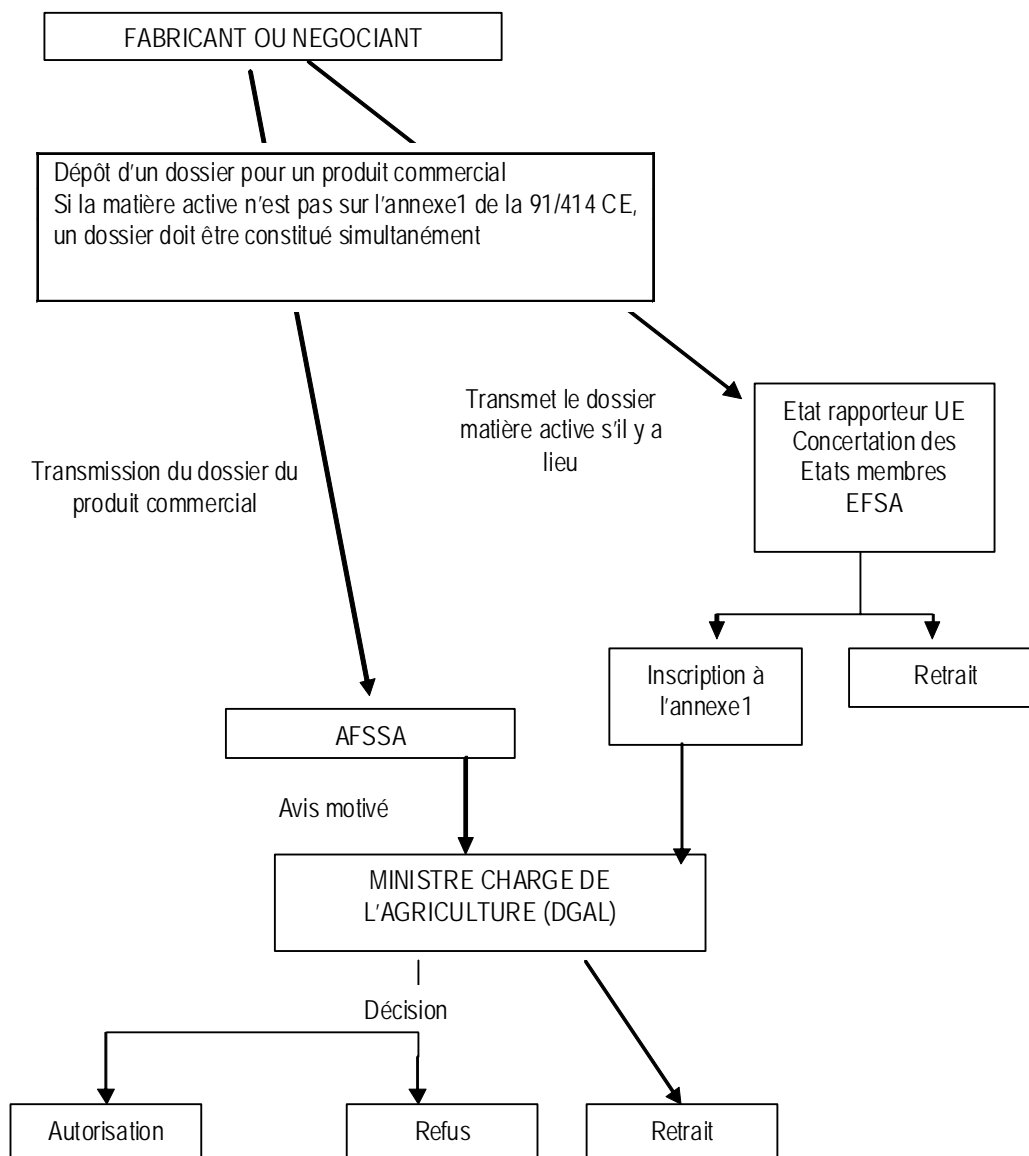 FABRICANT OU NEGOCIANT
Dépôt d'un dossier pour un produit commercial
Si la matière active n'est pas sur l'annexe1 de la 91/414 CE,
un dossier doit être constitué simultanément
Transmet le dossier
matière active s'il y a
lieu
Etat rapporteur UE
Concertation des
Etats membres
EFSA
Transmission du dossier du
produit commercial
Inscription à
l'annexe1
Retrait
AFSSA
Avis motivé
MINISTRE CHARGE DE
L'AGRICULTURE (DGAL)
Décision
Autorisation
Refus
Retrait